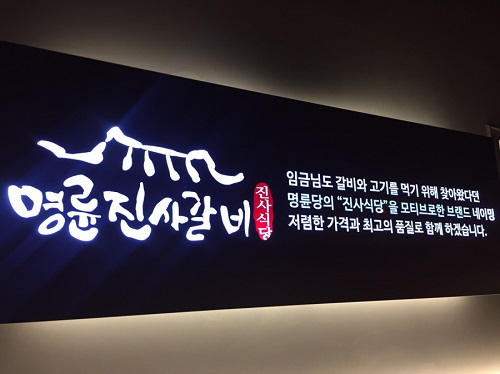 명륜진사갈비
진사식당
임금님도 갈비와 고기를 먹기 위해 찾아왔다던
명륜당의 "진사식당"을 모티브로한 브랜드 네이밍
저렴한 가격과 최고의 품질로 함께 하겠습니다.